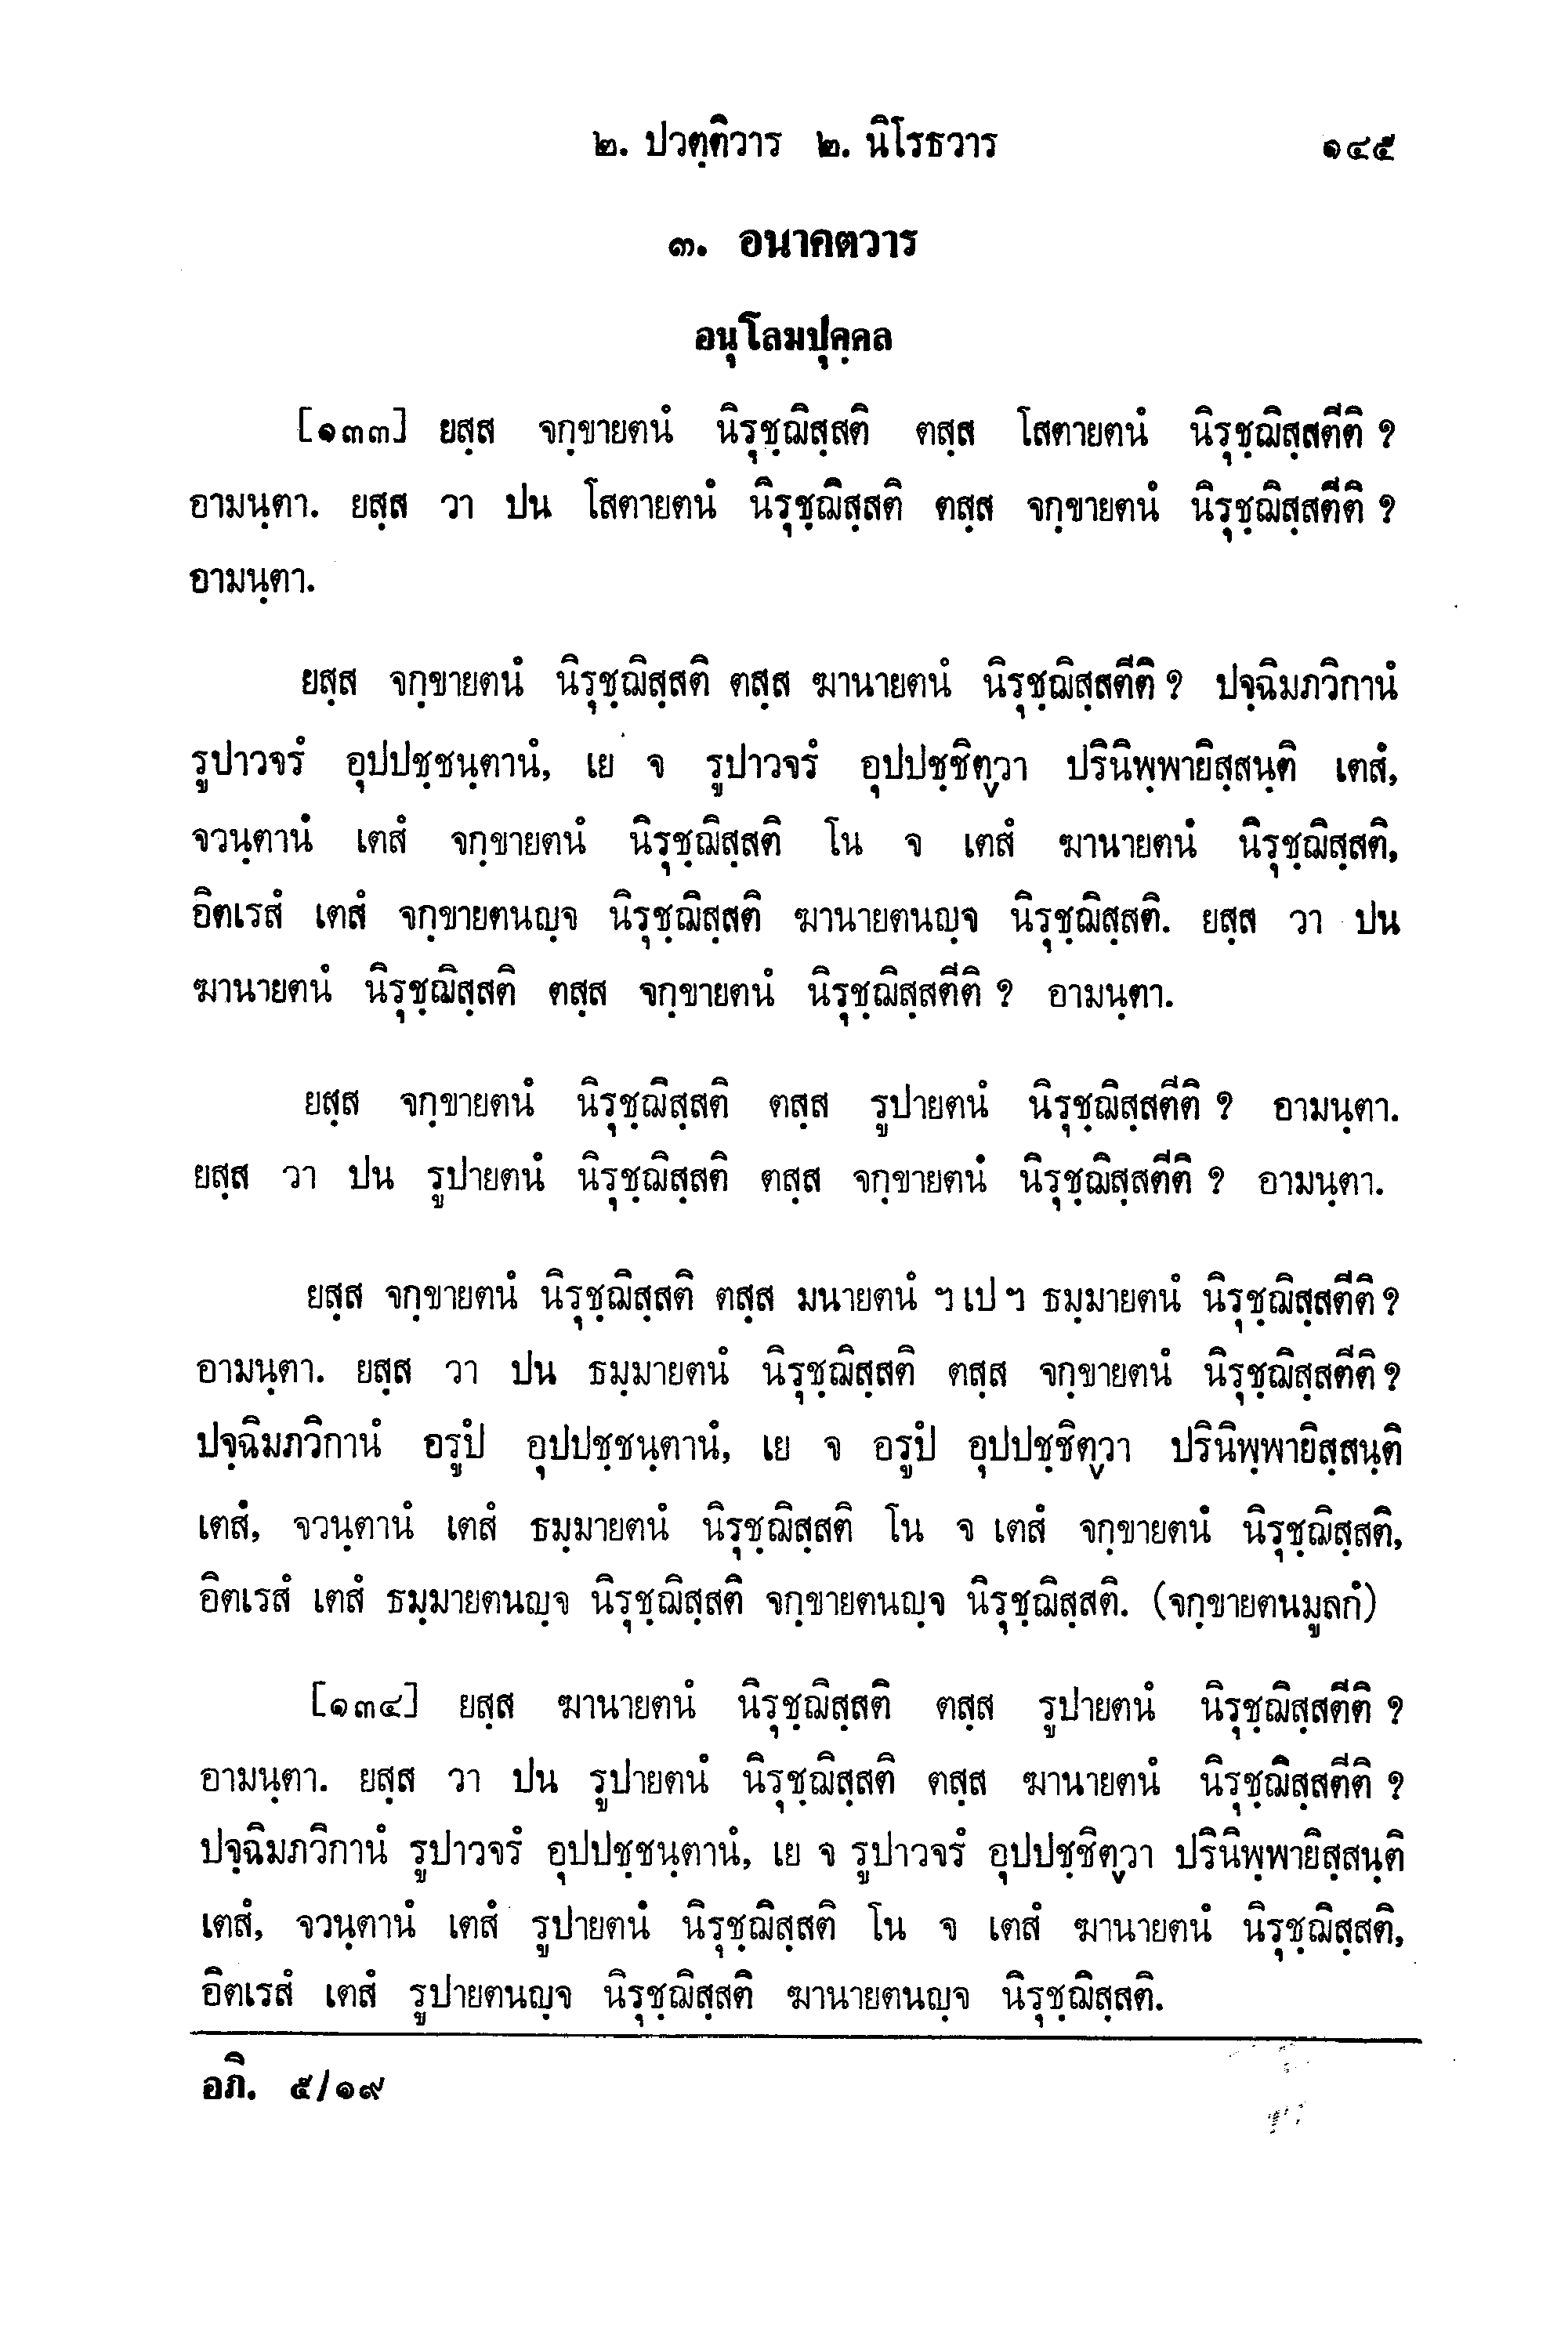 ๒. ปวตฺติวาร ๒. นิโรธวาร ๑๔๕
๓. อนาคตวาร
อนุโลมปุคฺคล
[๑๓๓] ยสฺส จกฺขายตนํ นิรุชฺฌิสฺสติ ตสฺส โสตายตนํ นิรุชฺฌิสฺสตีติ ?
อามนฺตา. ยสฺส วา ปน โสตายตนํ นิรุชฺฌิสฺสติ ตสฺส จกฺขายตนํ นิรุชฺฌิสฺสตีติ ?
อามนฺตา.
ยสฺส จกฺขายตนํ นิรุชฺฌิสฺสติ ตสฺส ฆานายตนํ นิรุชฺฌิสฺสตีติ ? ปจฺฉิมภวิกานํ
รูปาวจรํ อุปปชฺชนฺตานํ, เย จ รูปาวจรํ อุปปชฺชิตฺวา ปรินิพฺพายิสฺสนฺติ เตสํ,
จวนฺตานํ เตสํ จกฺขายตนํ นิรุชฺฌิสฺสติ โน จ เตสํ ฆานายตนํ นิรุชฺฌิสฺสติ,
อิตเรสํ เตสํ จกฺขายตนญฺจ นิรุชฺฌิสฺสติ ฆานายตนญฺจ นิรุชฺฌิสฺสติ. ยสฺส วา ปน
ฆานายตนํ นิรุชฺฌิสฺสติ ตสฺส จกฺขายตนํ นิรุชฺฌิสฺสตีติ ? อามนฺตา.
ยสฺส จกฺขายตนํ นิรุชฺฌิสฺสติ ตสฺส รูปายตนํ นิรุชฺฌิสฺสตีติ ? อามนฺตา.
ยสฺส วา ปน รูปายตนํ นิรุชฺฌิสฺสติ ตสฺส จกฺขายตนํ นิรุชฺฌิสฺสตีติ ? อามนฺตา.
ยสฺส จกฺขายตนํ นิรุชฺฌิสฺสติ ตสฺส มนายตนํ ฯ เป ฯ ธมฺมายตนํ นิรุชฺฌิสฺสตีติ ?
อามนฺตา. ยสฺส วา ปน ธมฺมายตนํ นิรุชฺฌิสฺสติ ตสฺส จกฺขายตนํ นิรุชฺฌิสฺสตีติ ?
ปจฺฉิมภวิกานํ อรูปํ อุปปชฺชนฺตานํ, เย จ อรูปํ อุปปชฺชิตฺวา ปรินิพฺพายิสฺสนฺติ
เตสํ, จวนฺตานํ เตสํ ธมฺมายตนํ นิรุชฺฌิสฺสติ โน จ เตสํ จกฺขายตนํ นิรุชฺฌิสฺสติ,
อิตเรสํ เตสํ ธมฺมายตนญฺจ นิรุชฺฌิสฺสติ จกฺขายตนญฺจ นิรุชฺฌิสฺสติ. (จกฺขายตนมูลกํ)
[๑๓๔] ยสฺส ฆานายตนํ นิรุชฺฌิสฺสติ ตสฺส รูปายตนํ นิรุชฺฌิสฺสตีติ ?
อามนฺตา. ยสฺส วา ปน รูปายตนํ นิรุชฺฌิสฺสติ ตสฺส ฆานายตนํ นิรุชฺฌิสฺสตีติ ?
ปจฺฉิมภวิกานํ รูปาวจรํ อุปปชฺชนฺตานํ, เย จ รูปาวจรํ อุปปชฺชิตฺวา ปรินิพฺพายิสฺสนฺติ
เตสํ, จวนฺตานํ เตสํ รูปายตนํ นิรุชฺฌิสฺสติ โน จ เตสํ ฆานายตนํ นิรุชฺฌิสฺสติ,
อิตเรสํ เตสํ รูปายตนญฺจ นิรุชฺฌิสฺสติ ฆานายตนญฺจ นิรุชฺฌิสฺสติ.
อภิ. ๕/๑๙